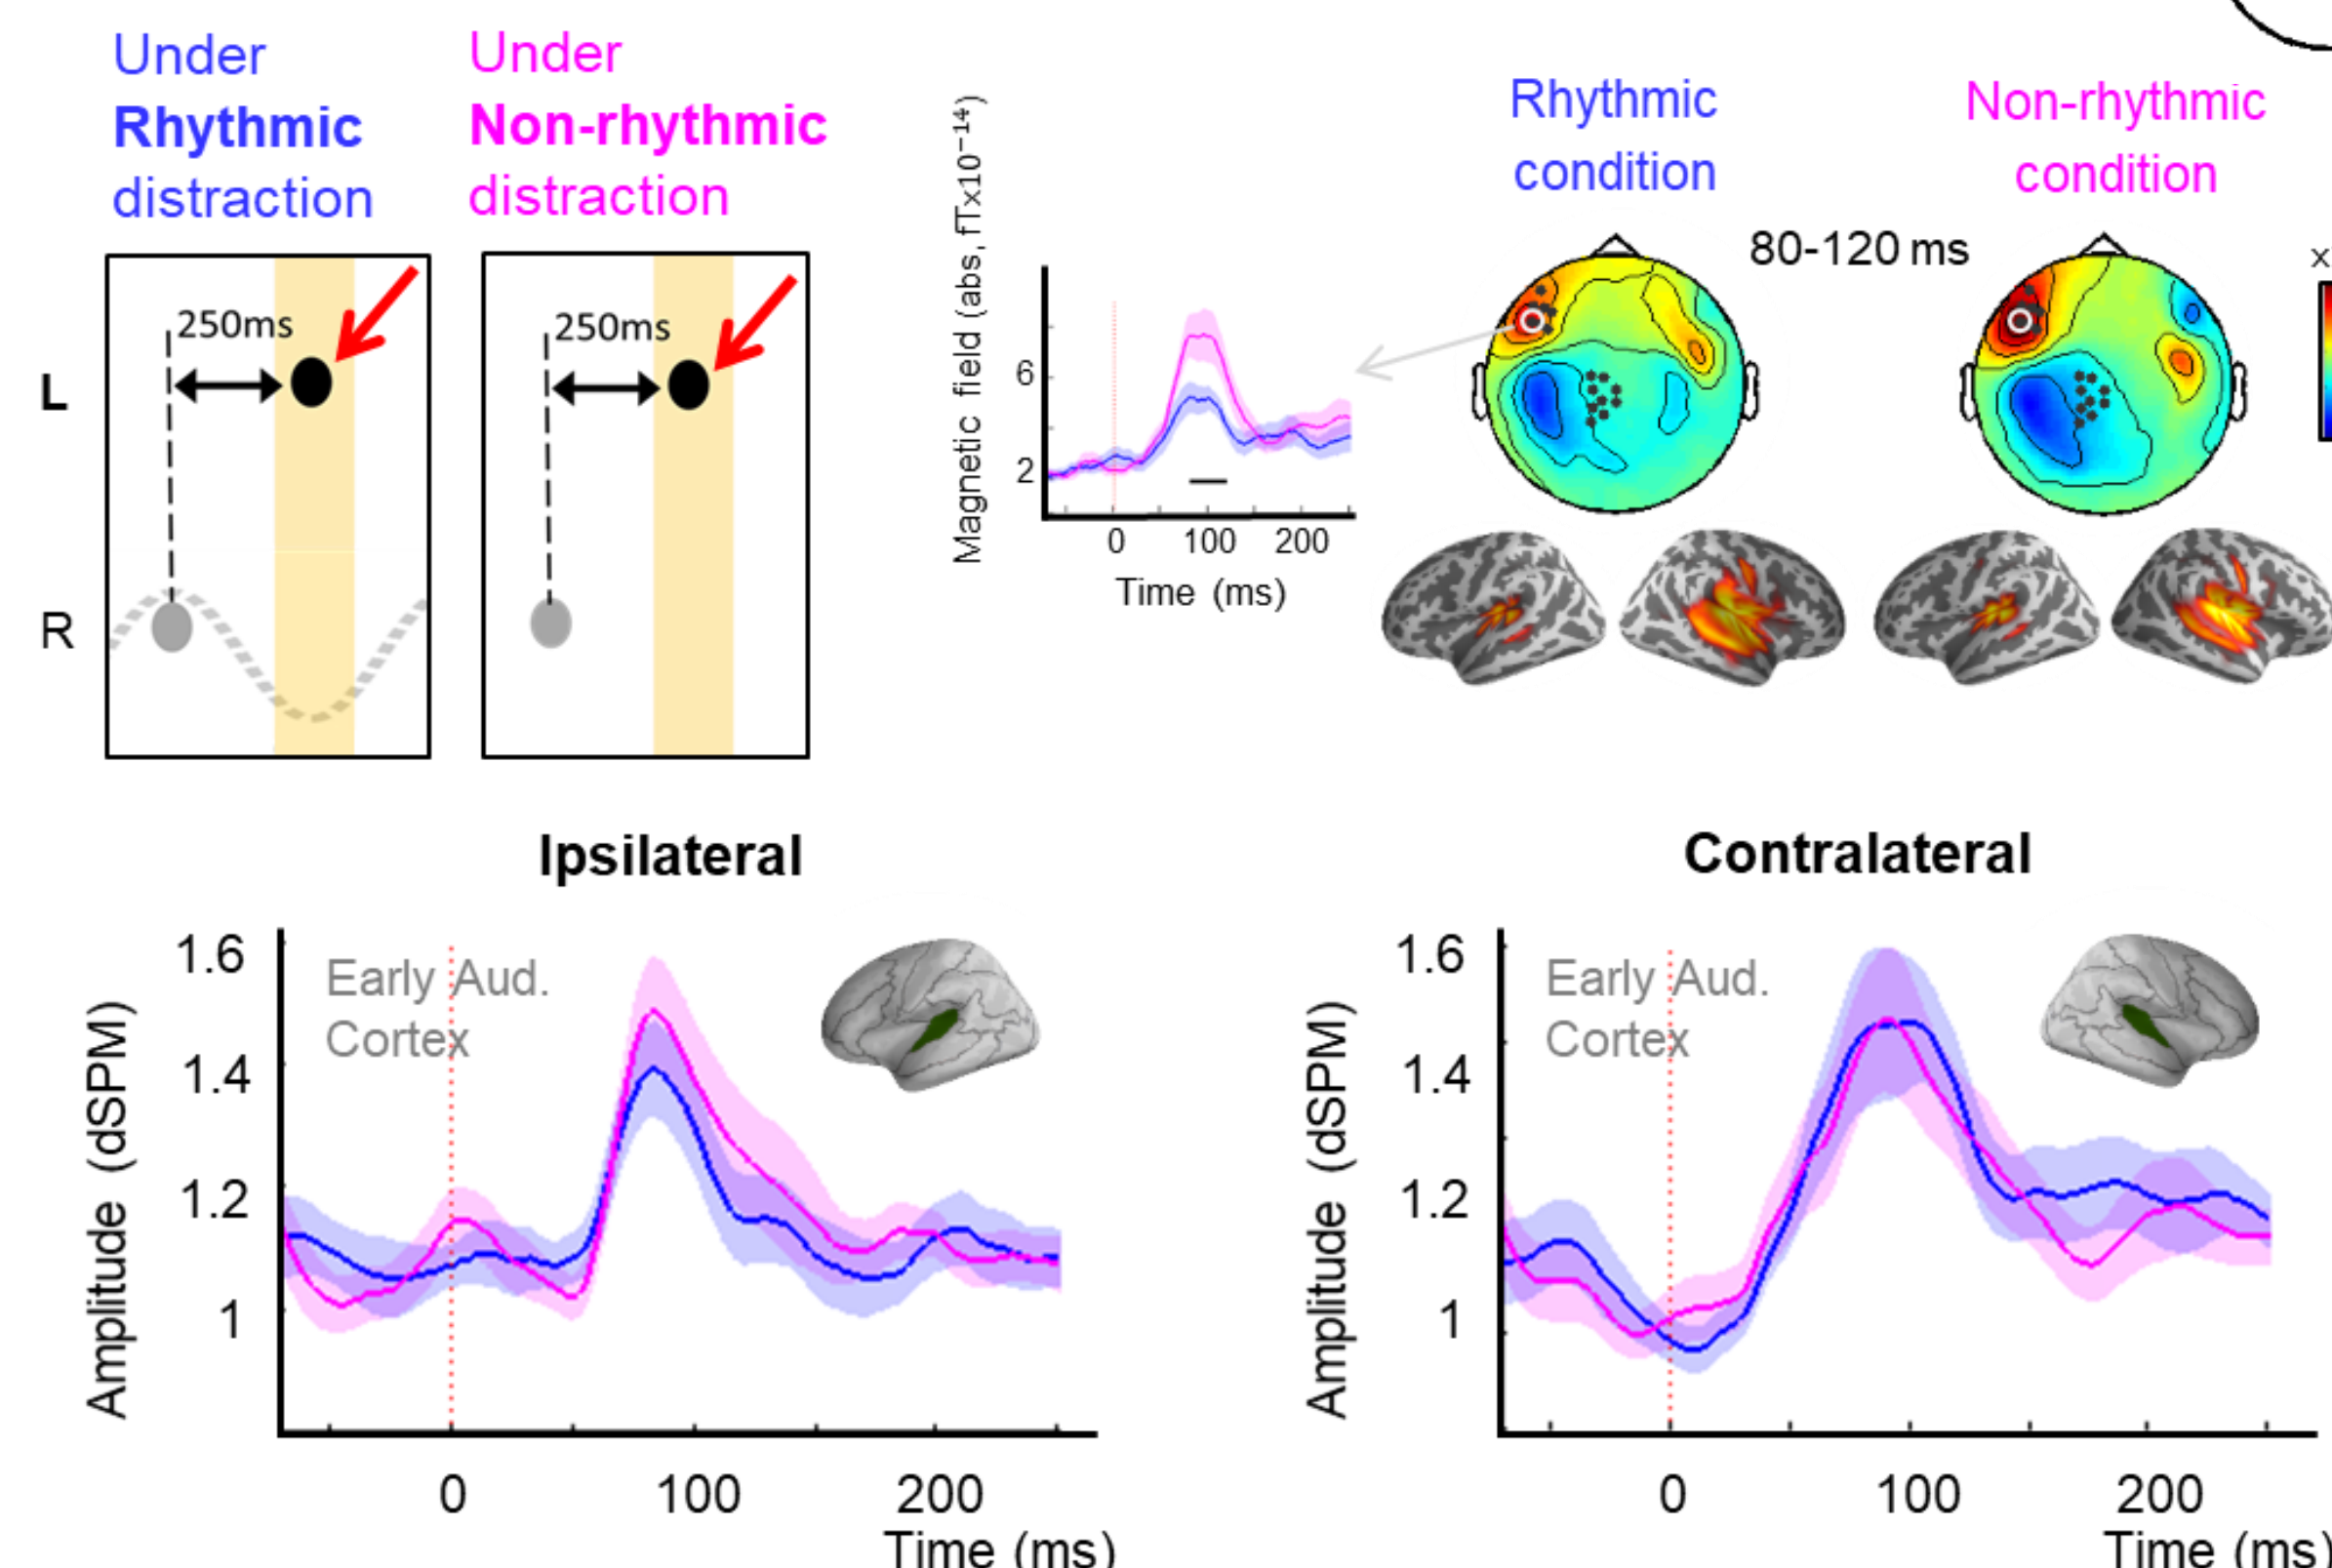 Under
Rhythmic
distraction
Under
Non-rhythmic
distraction
250ms
250ms
L
R
Magnetic field (abs, fTx10⁻¹⁴)
6
2
0 100 200
Time (ms)
Rhythmic
condition
Non-rhythmic
condition
80-120 ms
x
Ipsilateral
Early Aud.
Cortex
Amplitude (dSPM)
1.6
1.4
1.2
1
0 100 200
Time (ms)
Contralateral
Early Aud.
Cortex
Amplitude (dSPM)
1.6
1.4
1.2
1
0 100 200
Time (ms)